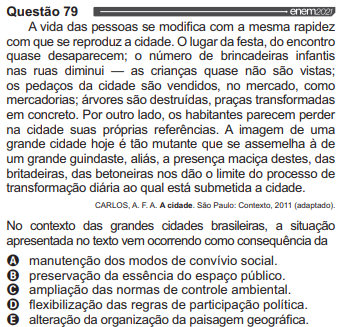 Questão 79 enem2021
A vida das pessoas se modifica com a mesma rapidez
com que se reproduz a cidade. O lugar da festa, do encontro
quase desaparecem; o número de brincadeiras infantis
nas ruas diminui — as crianças quase não são vistas;
os pedaços da cidade são vendidos, no mercado, como
mercadorias; árvores são destruídas, praças transformadas
em concreto. Por outro lado, os habitantes parecem perder
na cidade suas próprias referências. A imagem de uma
grande cidade hoje é tão mutante que se assemelha à de
um grande guindaste, aliás, a presença maciça destes, das
britadeiras, das betoneiras nos dão o limite do processo de
transformação diária ao qual está submetida a cidade.
CARLOS, A. F. A. A cidade. São Paulo: Contexto, 2011 (adaptado).
No contexto das grandes cidades brasileiras, a situação
apresentada no texto vem ocorrendo como consequência da
A manutenção dos modos de convívio social.
B preservação da essência do espaço público.
C ampliação das normas de controle ambiental.
D flexibilização das regras de participação política.
E alteração da organização da paisagem geográfica.